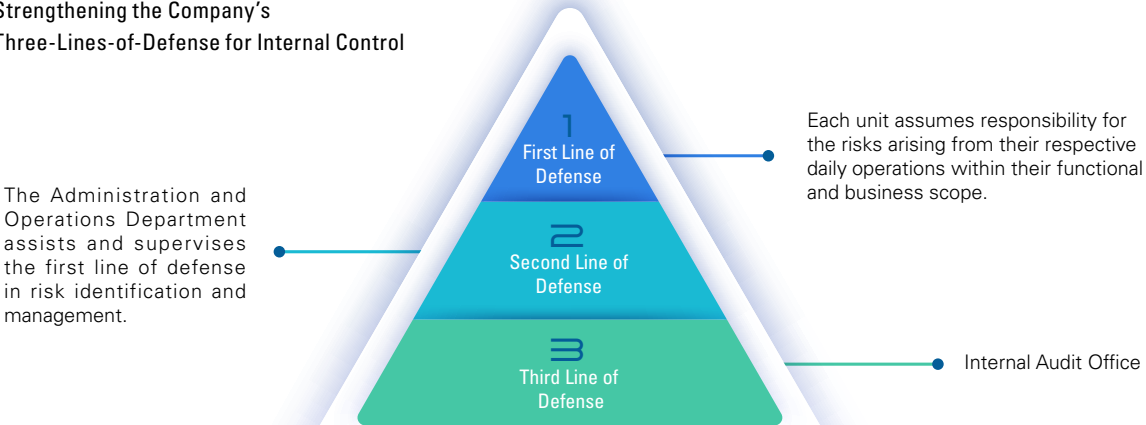 Strengthening the Company's
Three-Lines-of-Defense for Internal Control
1
First Line of
Defense
Each unit assumes responsibility for
the risks arising from their respective
daily operations within their functional
and business scope.
The Administration and
Operations Department
assists and supervises
the first line of defense
in risk identification and
management.
2
Second Line of
Defense
3
Third Line of
Defense
Internal Audit Office